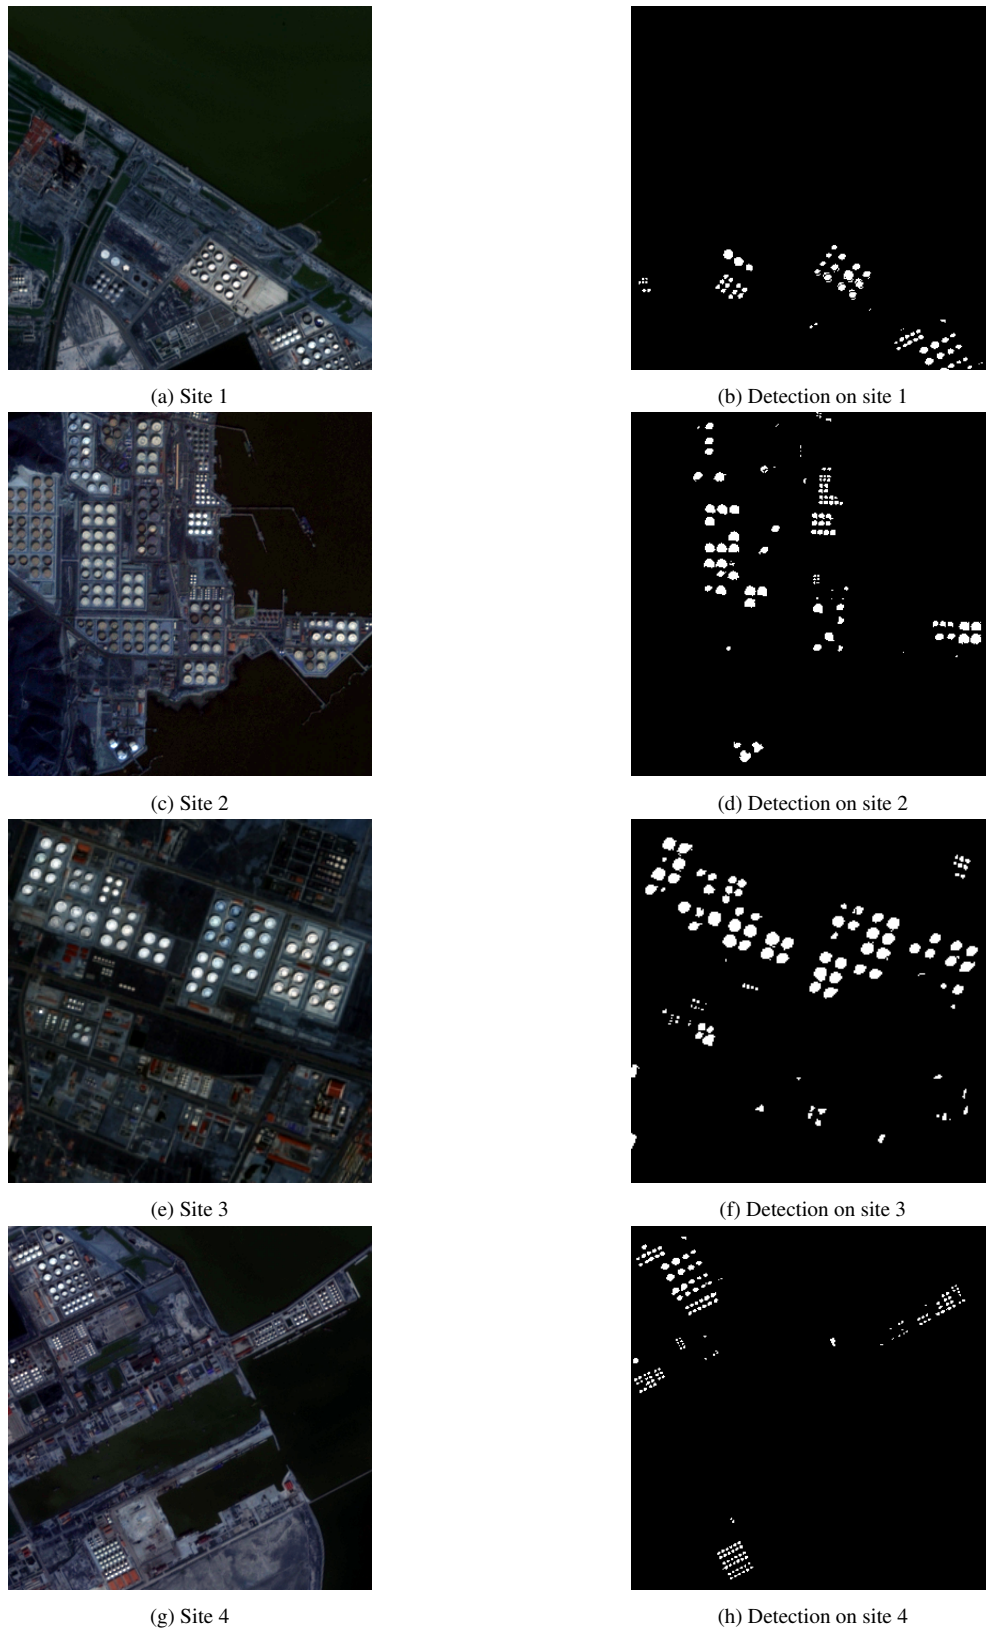 (a) Site 1
(b) Detection on site 1
(c) Site 2
(d) Detection on site 2
(e) Site 3
(f) Detection on site 3
(g) Site 4
(h) Detection on site 4